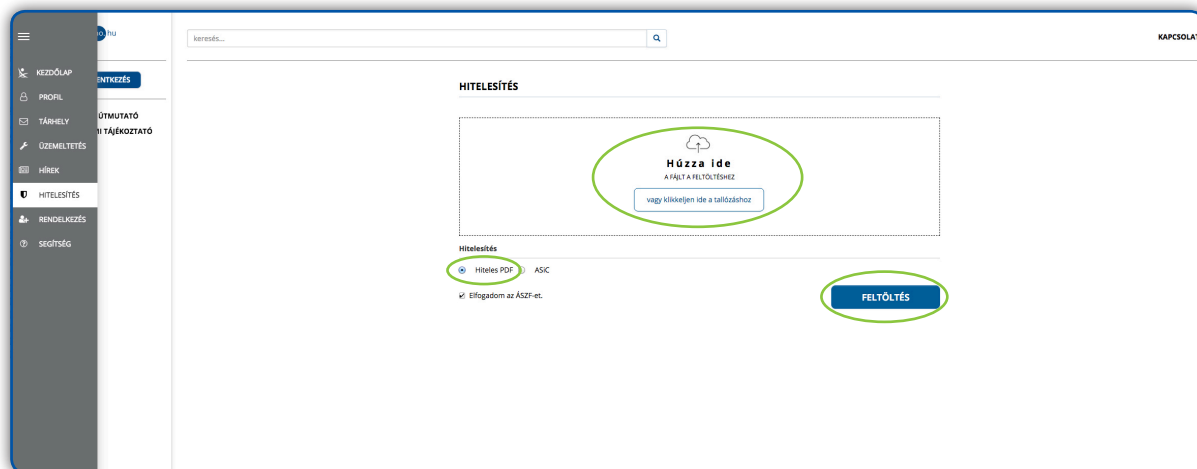 .hu
keresés...
KAPCSOLAT
KEZDŐLAP
PROFIL
TÁRHELY
ÜZEMELTETÉS
HÍREK
HITELESÍTÉS
RENDELKEZÉS
SEGÍTSÉG
ENTKEZÉS
ÚTMUTATÓ
TÁJÉKOZTATÓ
HITELESÍTÉS
Húzza ide
A FÁJLT A FELTÖLTÉSHEZ
vagy klikkeljen ide a tallózáshoz
Hitelesítés
Hiteles PDF ASiC
Elfogadom az ÁSZF-et.
FELTÖLTÉS